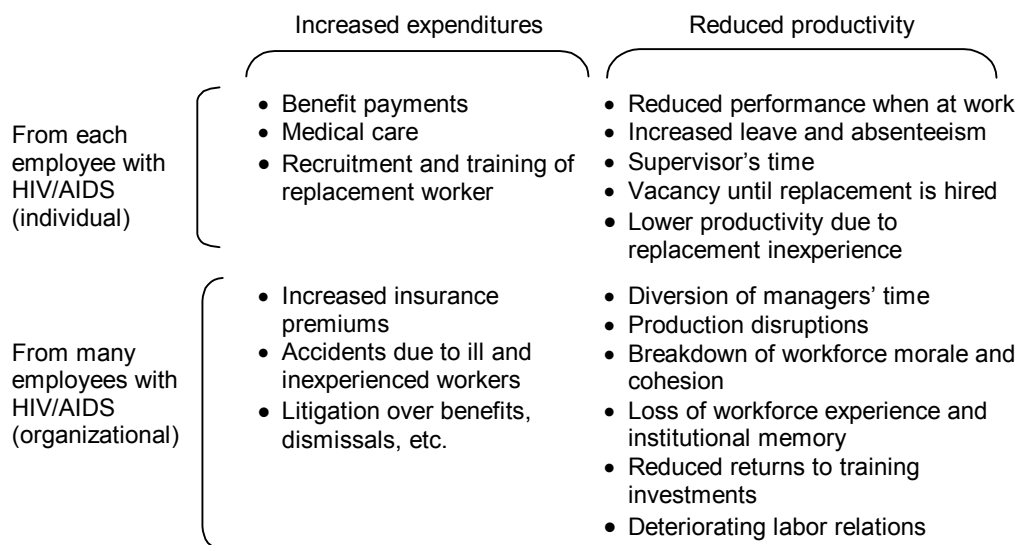 Increased expenditures
Reduced productivity
From each
employee with
HIV/AIDS
(individual)
• Benefit payments
• Medical care
• Recruitment and training of
replacement worker
• Reduced performance when at work
• Increased leave and absenteeism
• Supervisor’s time
• Vacancy until replacement is hired
• Lower productivity due to
replacement inexperience
From many
employees with
HIV/AIDS
(organizational)
• Increased insurance
premiums
• Accidents due to ill and
inexperienced workers
• Litigation over benefits,
dismissals, etc.
• Diversion of managers’ time
• Production disruptions
• Breakdown of workforce morale and
cohesion
• Loss of workforce experience and
institutional memory
• Reduced returns to training
investments
• Deteriorating labor relations